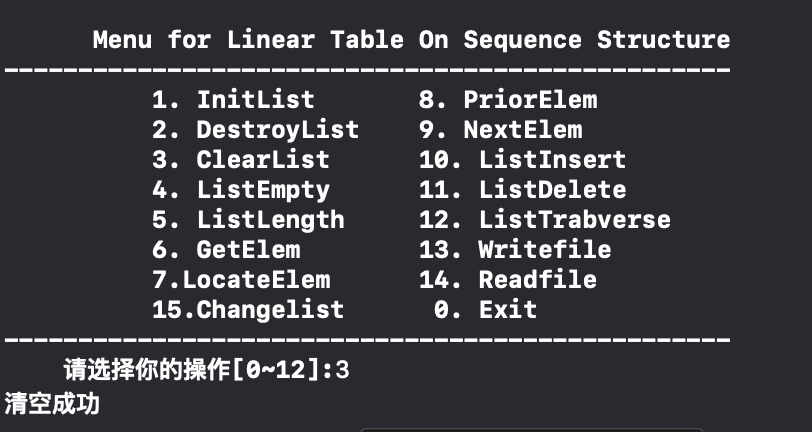 Menu for Linear Table On Sequence Structure
-------------------------------------------------
1. InitList 8. PriorElem
2. DestroyList 9. NextElem
3. ClearList 10. ListInsert
4. ListEmpty 11. ListDelete
5. ListLength 12. ListTrabverse
6. GetElem 13. Writefile
7.LocateElem 14. Readfile
15.Changelist 0. Exit
-------------------------------------------------
请选择你的操作[0~12]:3
清空成功